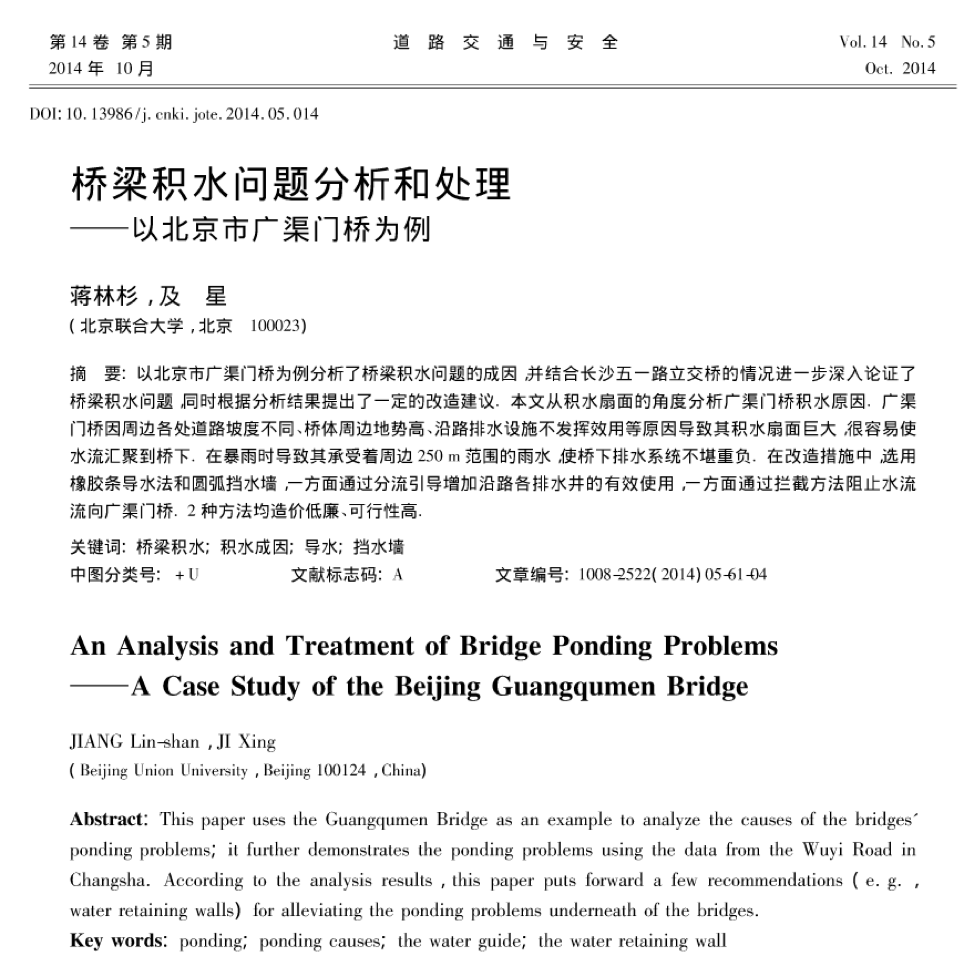 第14卷 第5期 道路交通与安全 Vol.14 No.5
2014年 10月 Oct. 2014
DOI:10.13986/j.cnki.jote.2014.05.014
桥梁积水问题分析和处理
——以北京市广渠门桥为例
蒋林杉,及 星
(北京联合大学,北京 100023)
摘 要: 以北京市广渠门桥为例分析了桥梁积水问题的成因,并结合长沙五一路立交桥的情况进一步深入论证了
桥梁积水问题,同时根据分析结果提出了一定的改造建议. 本文从积水扇面的角度分析广渠门桥积水原因. 广渠
门桥因周边各处道路坡度不同、桥体周边地势高、沿路排水设施不发挥效用等原因导致其积水扇面巨大,很容易使
水流汇聚到桥下. 在暴雨时导致其承受着周边250 m范围的雨水,使桥下排水系统不堪重负. 在改造措施中,选用
橡胶条导水法和圆弧挡水墙,一方面通过分流引导增加沿路各排水井的有效使用,一方面通过拦截方法阻止水流
流向广渠门桥. 2种方法均造价低廉、可行性高.
关键词: 桥梁积水; 积水成因; 导水; 挡水墙
中图分类号: +U 文献标志码: A 文章编号: 1008-2522(2014)05-61-04
An Analysis and Treatment of Bridge Ponding Problems
——A Case Study of the Beijing Guangqumen Bridge
JIANG Lin-shan ,JI Xing
( Beijing Union University ,Beijing 100124 ,China)
Abstract: This paper uses the Guangqumen Bridge as an example to analyze the causes of the bridges´
ponding problems; it further demonstrates the ponding problems using the data from the Wuyi Road in
Changsha. According to the analysis results ,this paper puts forward a few recommendations ( e. g. ,
water retaining walls) for alleviating the ponding problems underneath of the bridges.
Key words: ponding; ponding causes; the water guide; the water retaining wall